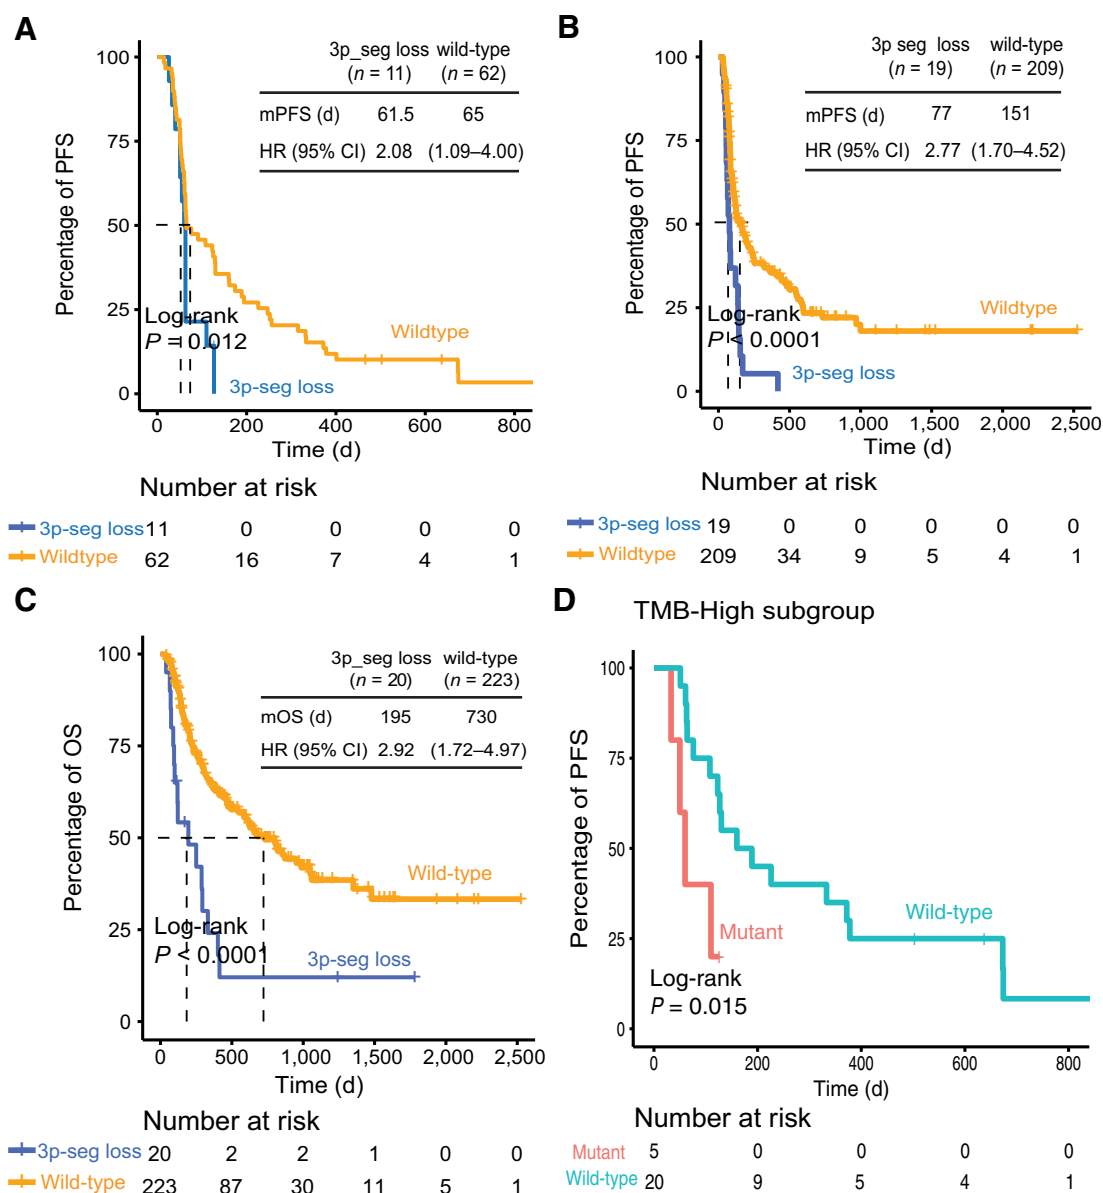 A
3p_seg loss wild-type
(n = 11) (n = 62)
mPFS (d) 61.5 65
HR (95% CI) 2.08 (1.09–4.00)
Percentage of PFS
100
75
50
25
0
Log-rank
P = 0.012
Wildtype
3p-seg loss
0 200 400 600 800
Time (d)
Number at risk
3p-seg loss 11 0 0 0 0
Wildtype 62 16 7 4 1
B
3p seg loss wild-type
(n = 19) (n = 209)
mPFS (d) 77 151
HR (95% CI) 2.77 (1.70–4.52)
Percentage of PFS
100
75
50
25
0
Log-rank
P < 0.0001
Wildtype
3p-seg loss
0 500 1,000 1,500 2,000 2,500
Time (d)
Number at risk
3p-seg loss 19 0 0 0 0 0
Wildtype 209 34 9 5 4 1
C
3p_seg loss wild-type
(n = 20) (n = 223)
mOS (d) 195 730
HR (95% CI) 2.92 (1.72–4.97)
Percentage of OS
100
75
50
25
0
Log-rank
P < 0.0001
Wild-type
3p-seg loss
0 500 1,000 1,500 2,000 2,500
Time (d)
Number at risk
3p-seg loss 20 2 2 1 0 0
Wild-type 223 87 30 11 5 1
D
TMB-High subgroup
Percentage of PFS
100
75
50
25
0
Wild-type
Mutant
Log-rank
P = 0.015
0 200 400 600 800
Time (d)
Number at risk
Mutant 5 0 0 0 0
Wild-type 20 9 5 4 1